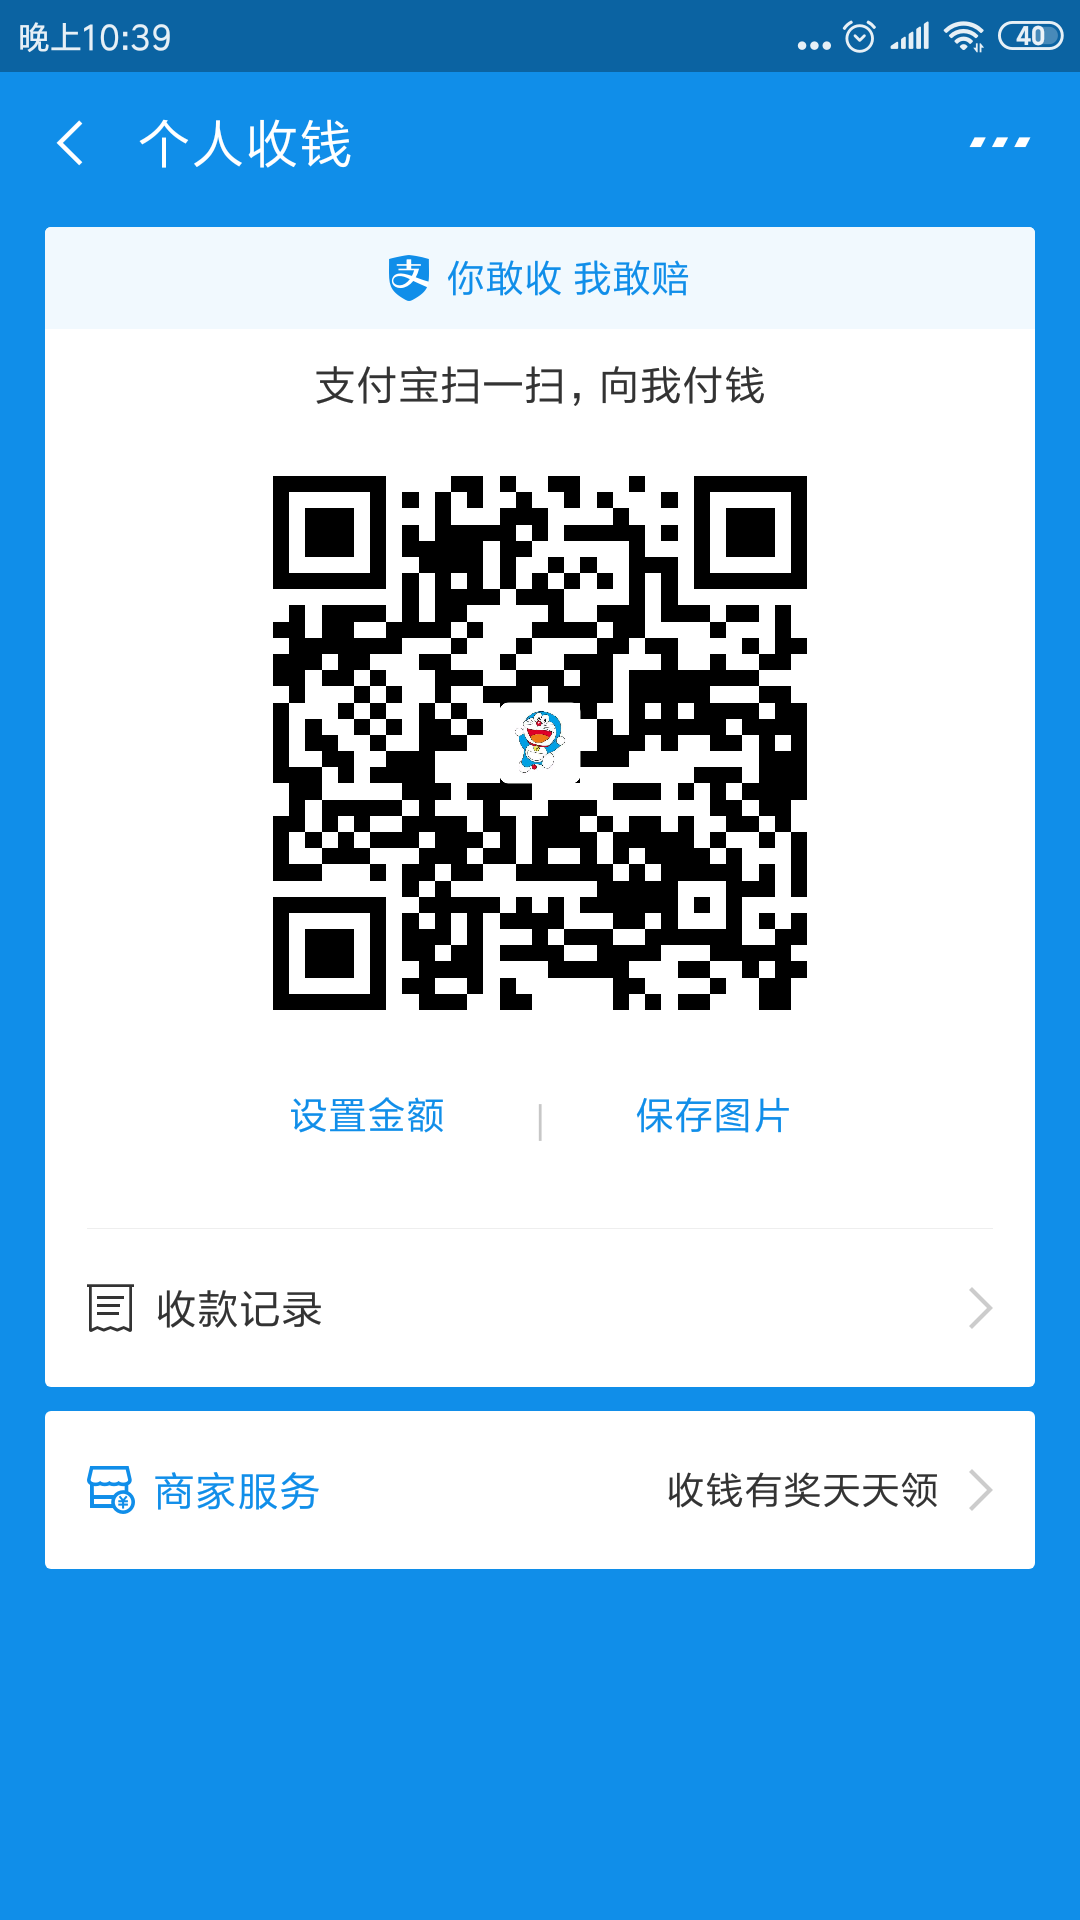 晚上10:39
40
个人收钱
支 你敢收 我敢赔
支付宝扫一扫，向我付钱
设置金额 | 保存图片
收款记录
商家服务 收钱有奖天天领